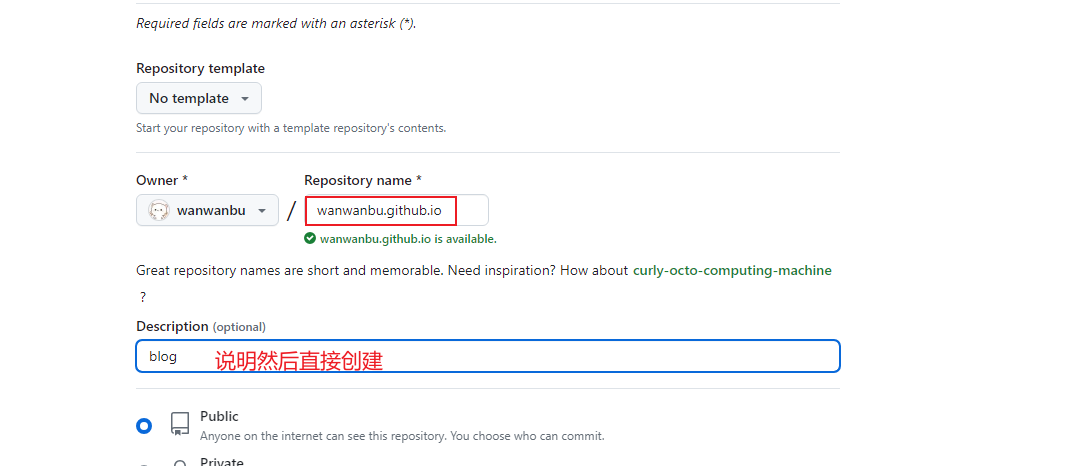 Required fields are marked with an asterisk (*).
Repository template
No template
Start your repository with a template repository's contents.
Owner * Repository name *
wanwanbu / wanwanbu.github.io
wanwanbu.github.io is available.
Great repository names are short and memorable. Need inspiration? How about curly-octo-computing-machine
?
Description (optional)
blog 说明然后直接创建
Public
Anyone on the internet can see this repository. You choose who can commit.
Private